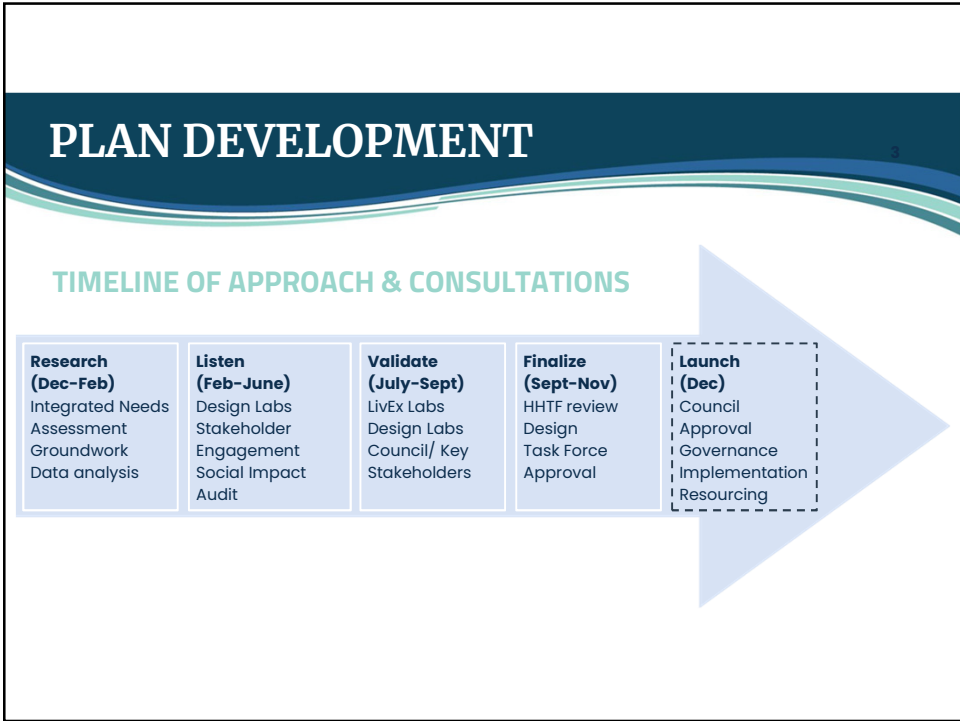 PLAN DEVELOPMENT
3
TIMELINE OF APPROACH & CONSULTATIONS
Research
(Dec-Feb)
Integrated Needs
Assessment
Groundwork
Data analysis
Listen
(Feb-June)
Design Labs
Stakeholder
Engagement
Social Impact
Audit
Validate
(July-Sept)
LivEx Labs
Design Labs
Council/ Key
Stakeholders
Finalize
(Sept-Nov)
HHTF review
Design
Task Force
Approval
Launch
(Dec)
Council
Approval
Governance
Implementation
Resourcing